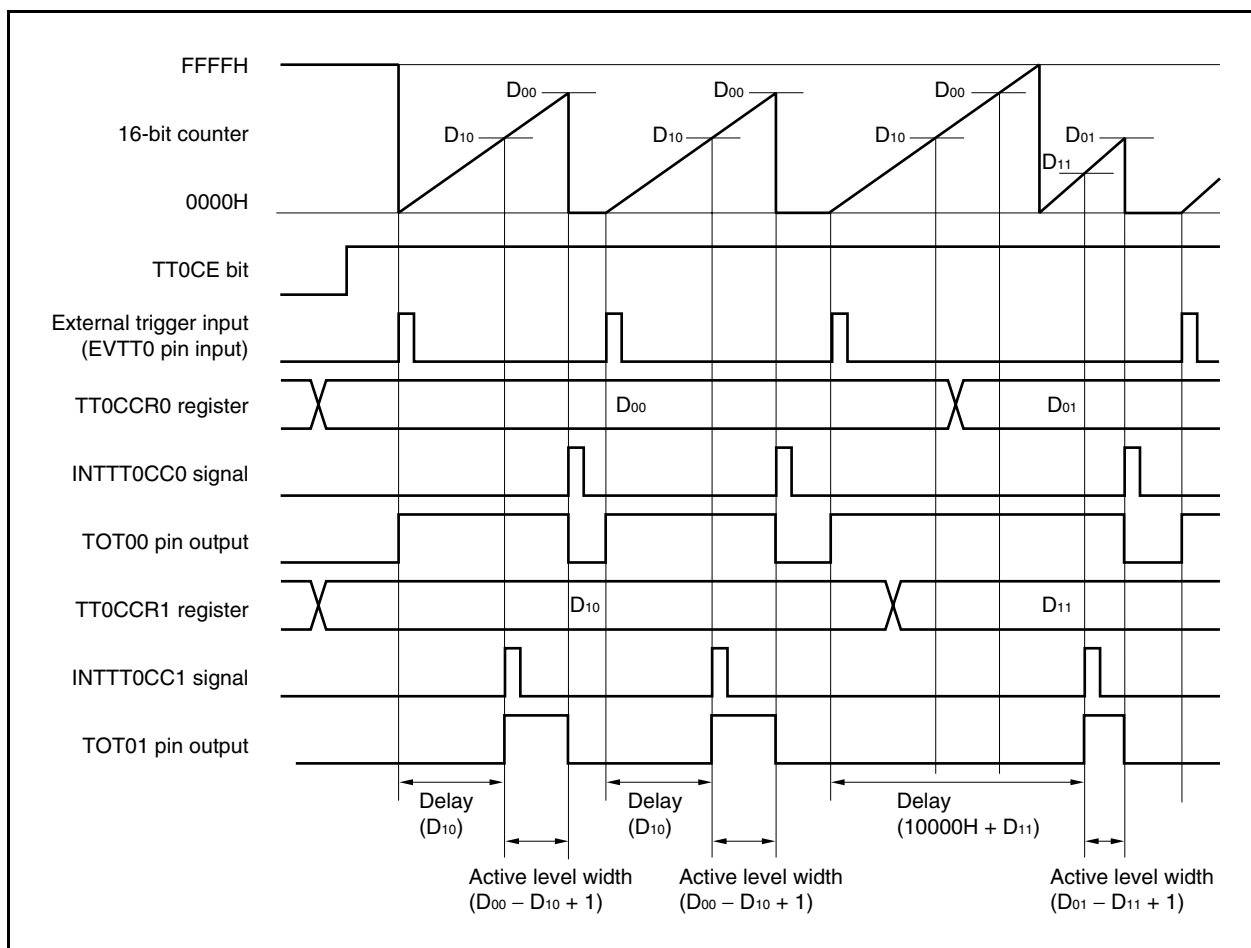 FFFFH
D00
D00
D00
16-bit counter
D10
D10
D10
D01
D11
0000H
TT0CE bit
External trigger input
(EVTT0 pin input)
TT0CCR0 register
D00
D01
INTTT0CC0 signal
TOT00 pin output
TT0CCR1 register
D10
D11
INTTT0CC1 signal
TOT01 pin output
Delay
(D10)
Delay
(D10)
Delay
(10000H + D11)
Active level width
(D00 − D10 + 1)
Active level width
(D00 − D10 + 1)
Active level width
(D01 − D11 + 1)